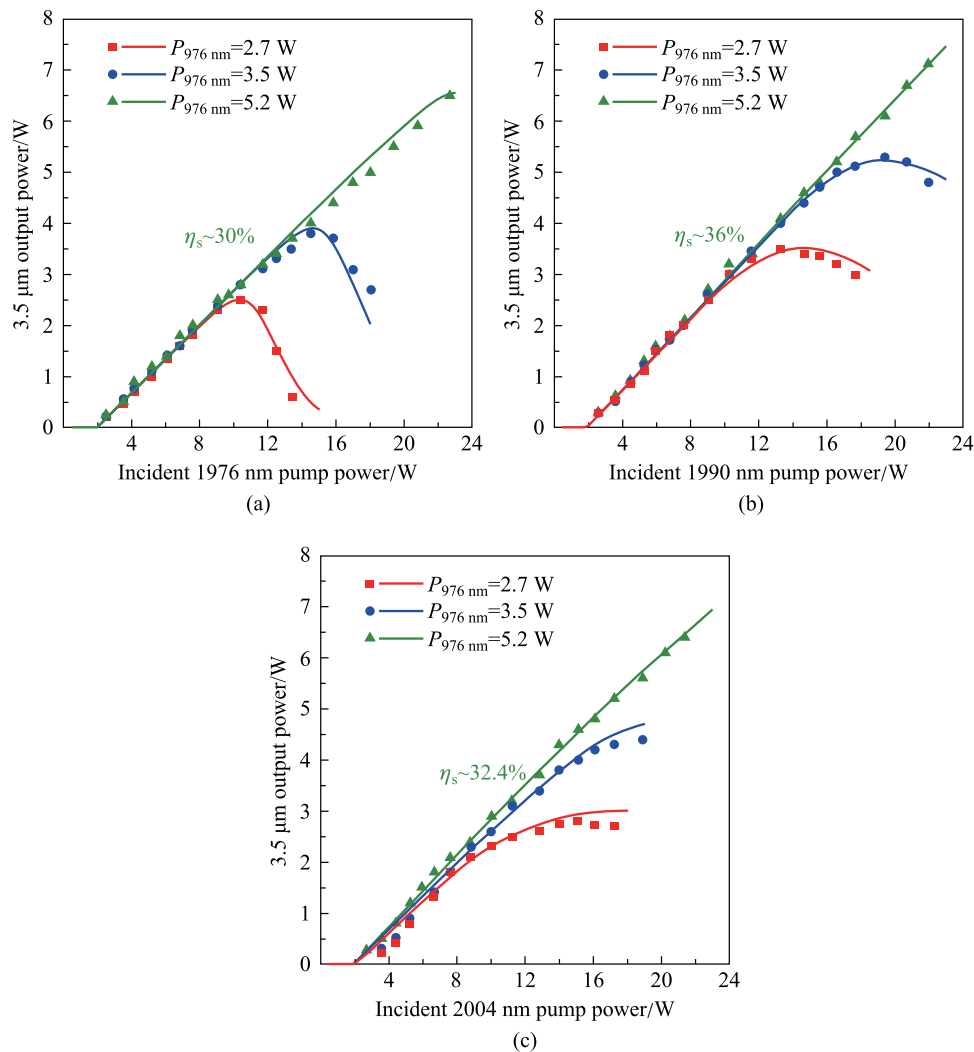 8
7
6
5
4
3
2
1
0
3.5 μm output power/W
P976 nm=2.7 W
P976 nm=3.5 W
P976 nm=5.2 W
ηs~30%
4 8 12 16 20 24
Incident 1976 nm pump power/W
(a)
8
7
6
5
4
3
2
1
0
3.5 μm output power/W
P976 nm=2.7 W
P976 nm=3.5 W
P976 nm=5.2 W
ηs~36%
4 8 12 16 20 24
Incident 1990 nm pump power/W
(b)
8
7
6
5
4
3
2
1
0
3.5 μm output power/W
P976 nm=2.7 W
P976 nm=3.5 W
P976 nm=5.2 W
ηs~32.4%
4 8 12 16 20 24
Incident 2004 nm pump power/W
(c)